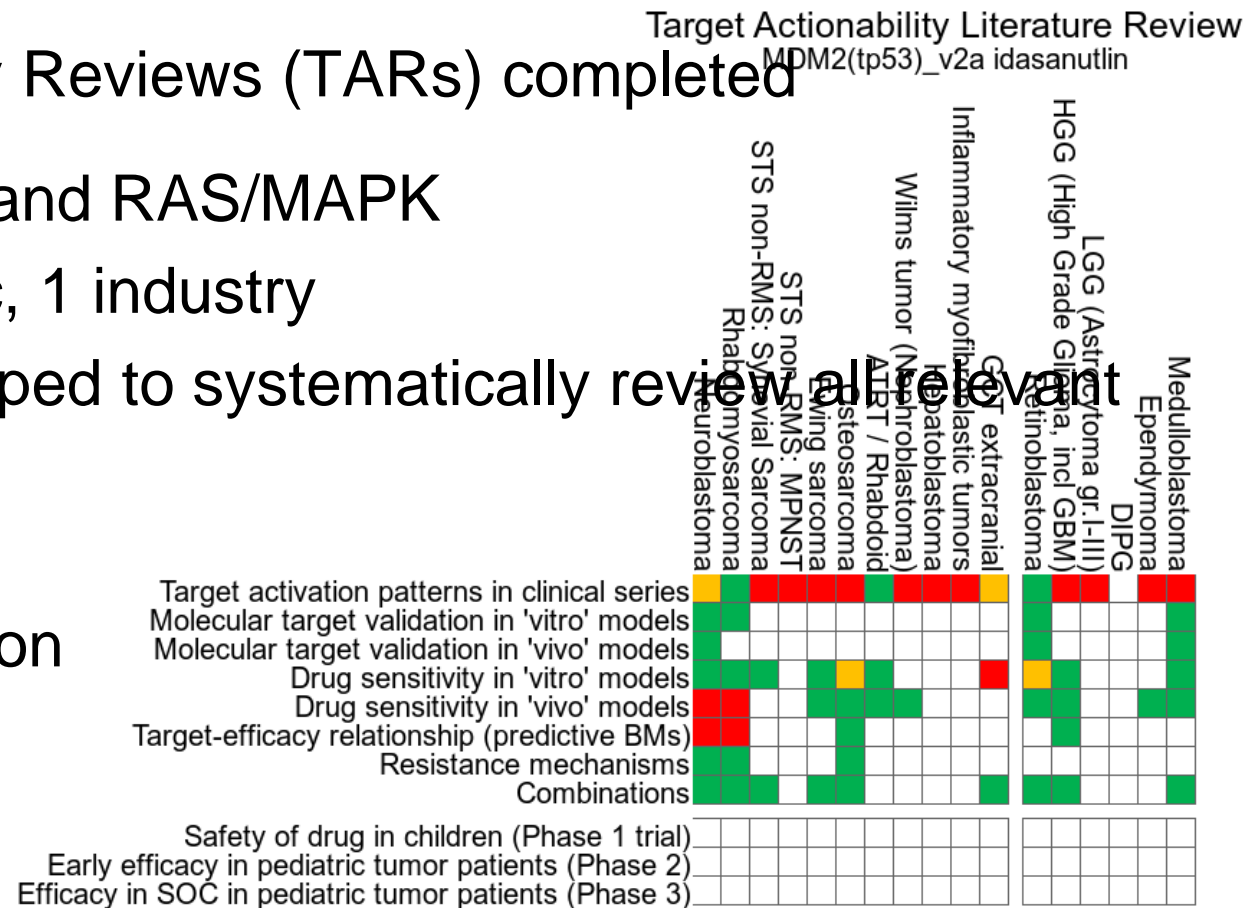 Target Actionability Literature Review
MDM2(tp53)_v2a idasanutlin
Reviews (TARs) completed
and RAS/MAPK
, 1 industry
ped to systematically review all relevant
on
Neuroblastoma
Rhabdomyosarcoma
STS non-RMS: Synovial Sarcoma
STS non-RMS: MPNST
Ewing sarcoma
Osteosarcoma
ATRT / Rhabdoid
Wilms tumor (Nephroblastoma)
Hepatoblastoma
Inflammatory myofibroblastic tumors
GCT extracranial
Retinoblastoma
HGG (High Grade Glioma, incl GBM)
LGG (Astrocytoma gr.I-III)
DIPG
Ependymoma
Medulloblastoma
Target activation patterns in clinical series
Molecular target validation in 'vitro' models
Molecular target validation in 'vivo' models
Drug sensitivity in 'vitro' models
Drug sensitivity in 'vivo' models
Target-efficacy relationship (predictive BMs)
Resistance mechanisms
Combinations
Safety of drug in children (Phase 1 trial)
Early efficacy in pediatric tumor patients (Phase 2)
Efficacy in SOC in pediatric tumor patients (Phase 3)